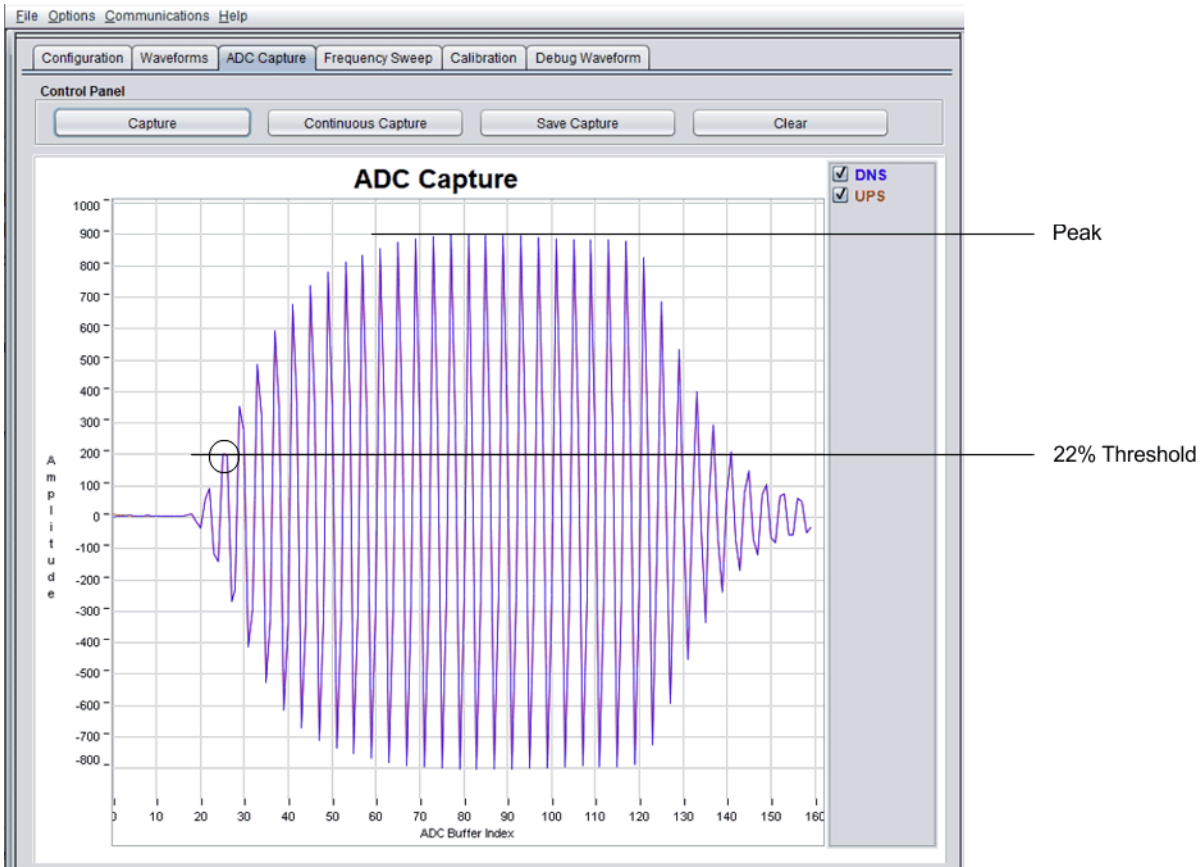 File Options Communications Help
Configuration Waveforms ADC Capture Frequency Sweep Calibration Debug Waveform
Control Panel
Capture Continuous Capture Save Capture Clear
ADC Capture
DNS
UPS
Peak
22% Threshold
1000
900
800
700
600
500
400
300
200
100
0
-100
-200
-300
-400
-500
-600
-700
-800
Amplitude
0 10 20 30 40 50 60 70 80 90 100 110 120 130 140 150 160
ADC Buffer Index